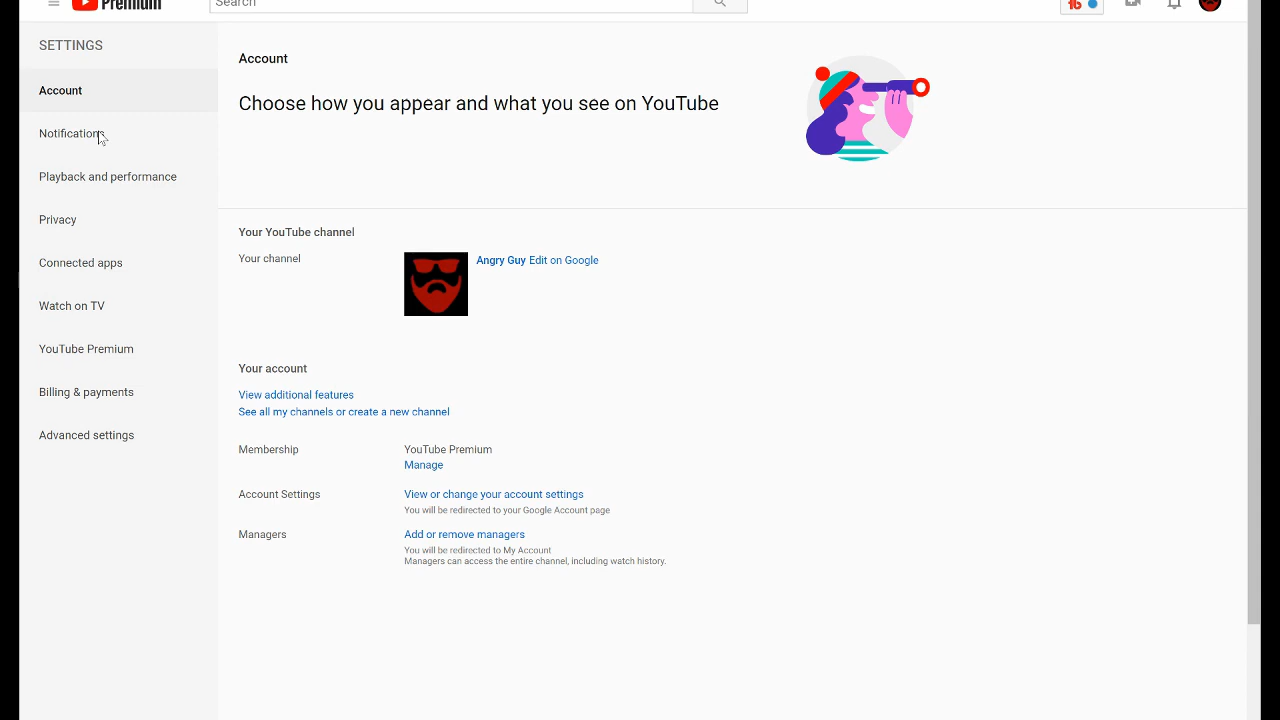 Premium
Search
SETTINGS
Account
Notifications
Playback and performance
Privacy
Connected apps
Watch on TV
YouTube Premium
Billing & payments
Advanced settings
Account
Choose how you appear and what you see on YouTube
Your YouTube channel
Your channel
Angry Guy Edit on Google
Your account
View additional features
See all my channels or create a new channel
Membership
YouTube Premium
Manage
Account Settings
View or change your account settings
You will be redirected to your Google Account page
Managers
Add or remove managers
You will be redirected to My Account
Managers can access the entire channel, including watch history.